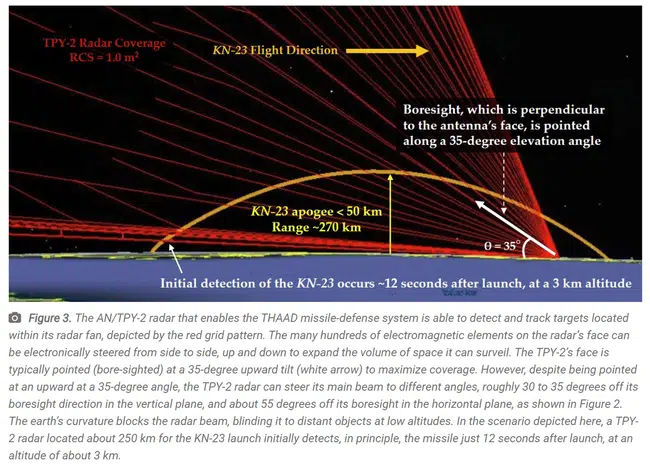 TPY-2 Radar Coverage
RCS = 1.0 m²
KN-23 Flight Direction
Boresight, which is perpendicular
to the antenna's face, is pointed
along a 35-degree elevation angle
KN-23 apogee < 50 km
Range ~270 km
Θ = 35°
Initial detection of the KN-23 occurs ~12 seconds after launch, at a 3 km altitude
Figure 3. The AN/TPY-2 radar that enables the THAAD missile-defense system is able to detect and track targets located
within its radar fan, depicted by the red grid pattern. The many hundreds of electromagnetic elements on the radar's face can
be electronically steered from side to side, up and down to expand the volume of space it can surveil. The TPY-2's face is
typically pointed (bore-sighted) at a 35-degree upward tilt (white arrow) to maximize coverage. However, despite being pointed
at an upward at a 35-degree angle, the TPY-2 radar can steer its main beam to different angles, roughly 30 to 35 degrees off its
boresight direction in the vertical plane, and about 55 degrees off its boresight in the horizontal plane, as shown in Figure 2.
The earth's curvature blocks the radar beam, blinding it to distant objects at low altitudes. In the scenario depicted here, a TPY-
2 radar located about 250 km for the KN-23 launch initially detects, in principle, the missile just 12 seconds after launch, at an
altitude of about 3 km.